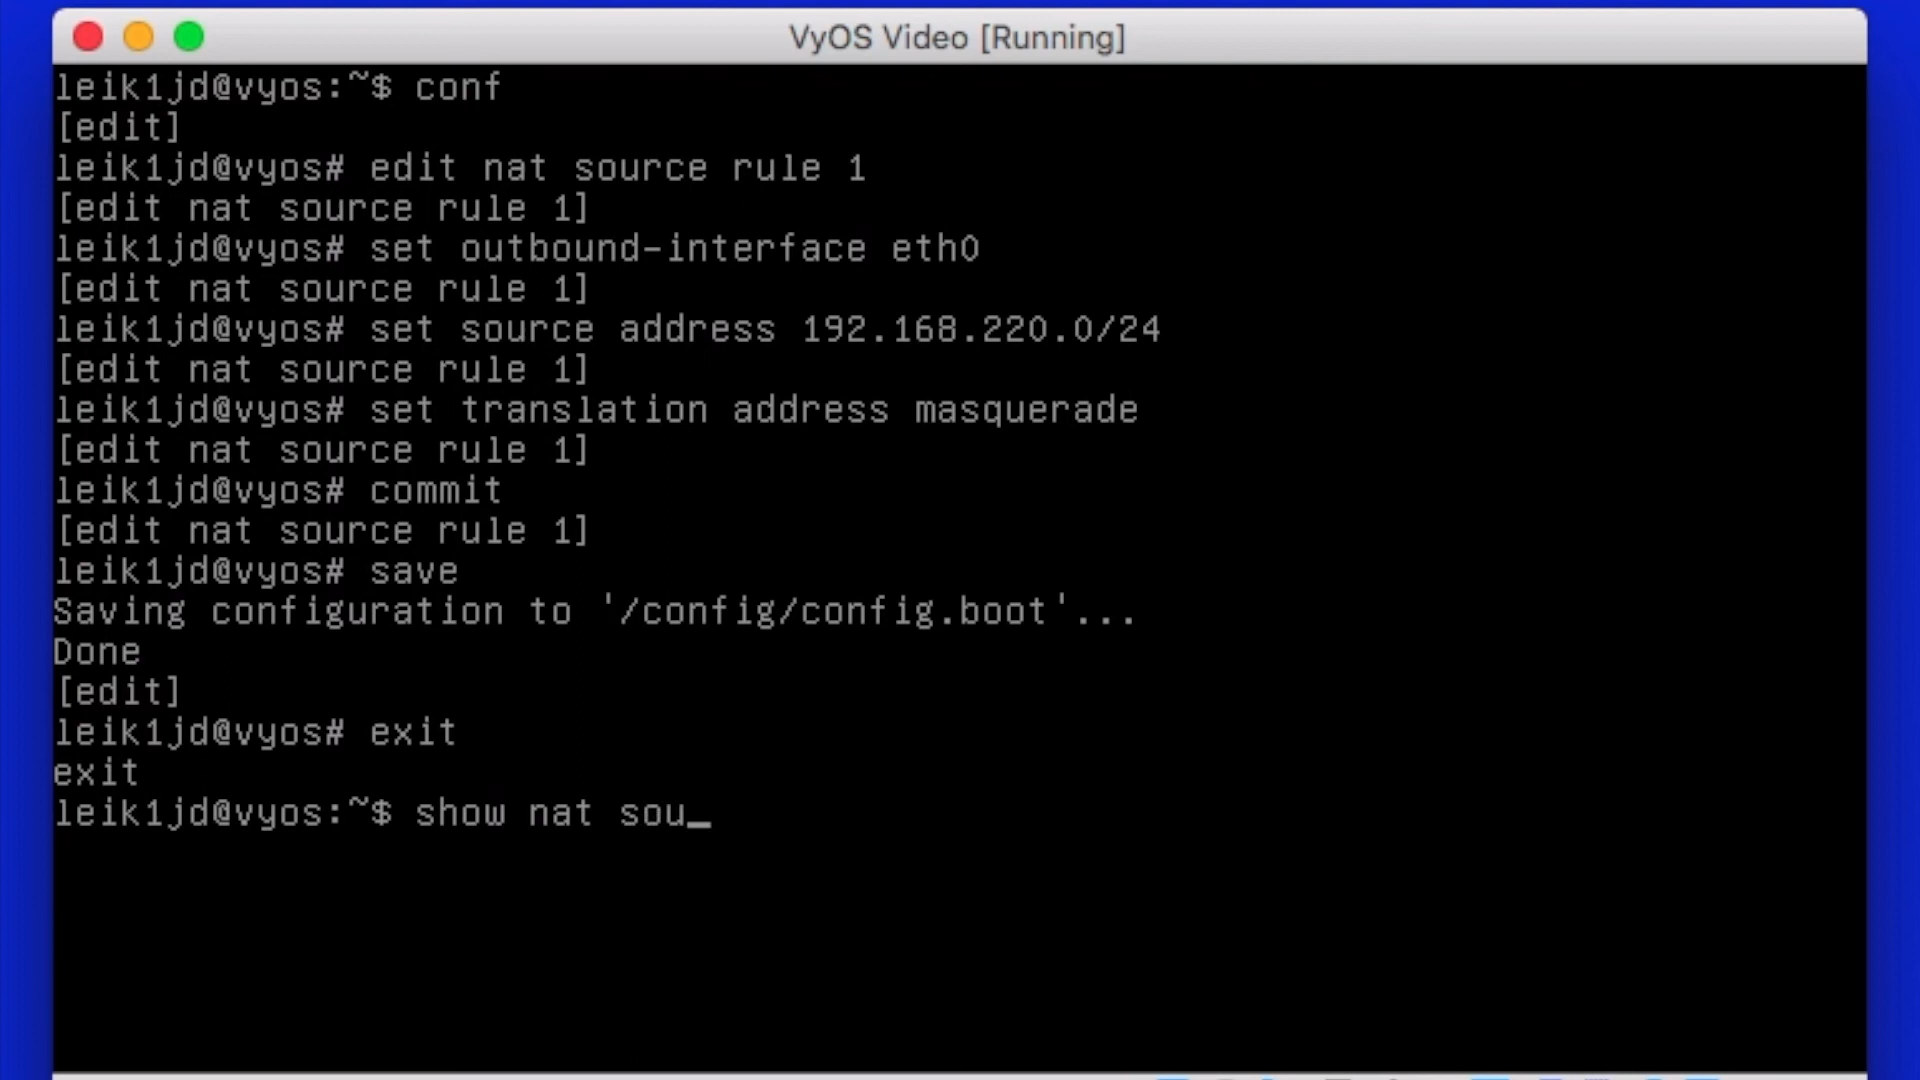 VyOS Video [Running]
leik1jd@vyos:~$ conf
[edit]
leik1jd@vyos# edit nat source rule 1
[edit nat source rule 1]
leik1jd@vyos# set outbound-interface eth0
[edit nat source rule 1]
leik1jd@vyos# set source address 192.168.220.0/24
[edit nat source rule 1]
leik1jd@vyos# set translation address masquerade
[edit nat source rule 1]
leik1jd@vyos# commit
[edit nat source rule 1]
leik1jd@vyos# save
Saving configuration to '/config/config.boot'...
Done
[edit]
leik1jd@vyos# exit
exit
leik1jd@vyos:~$ show nat sou_